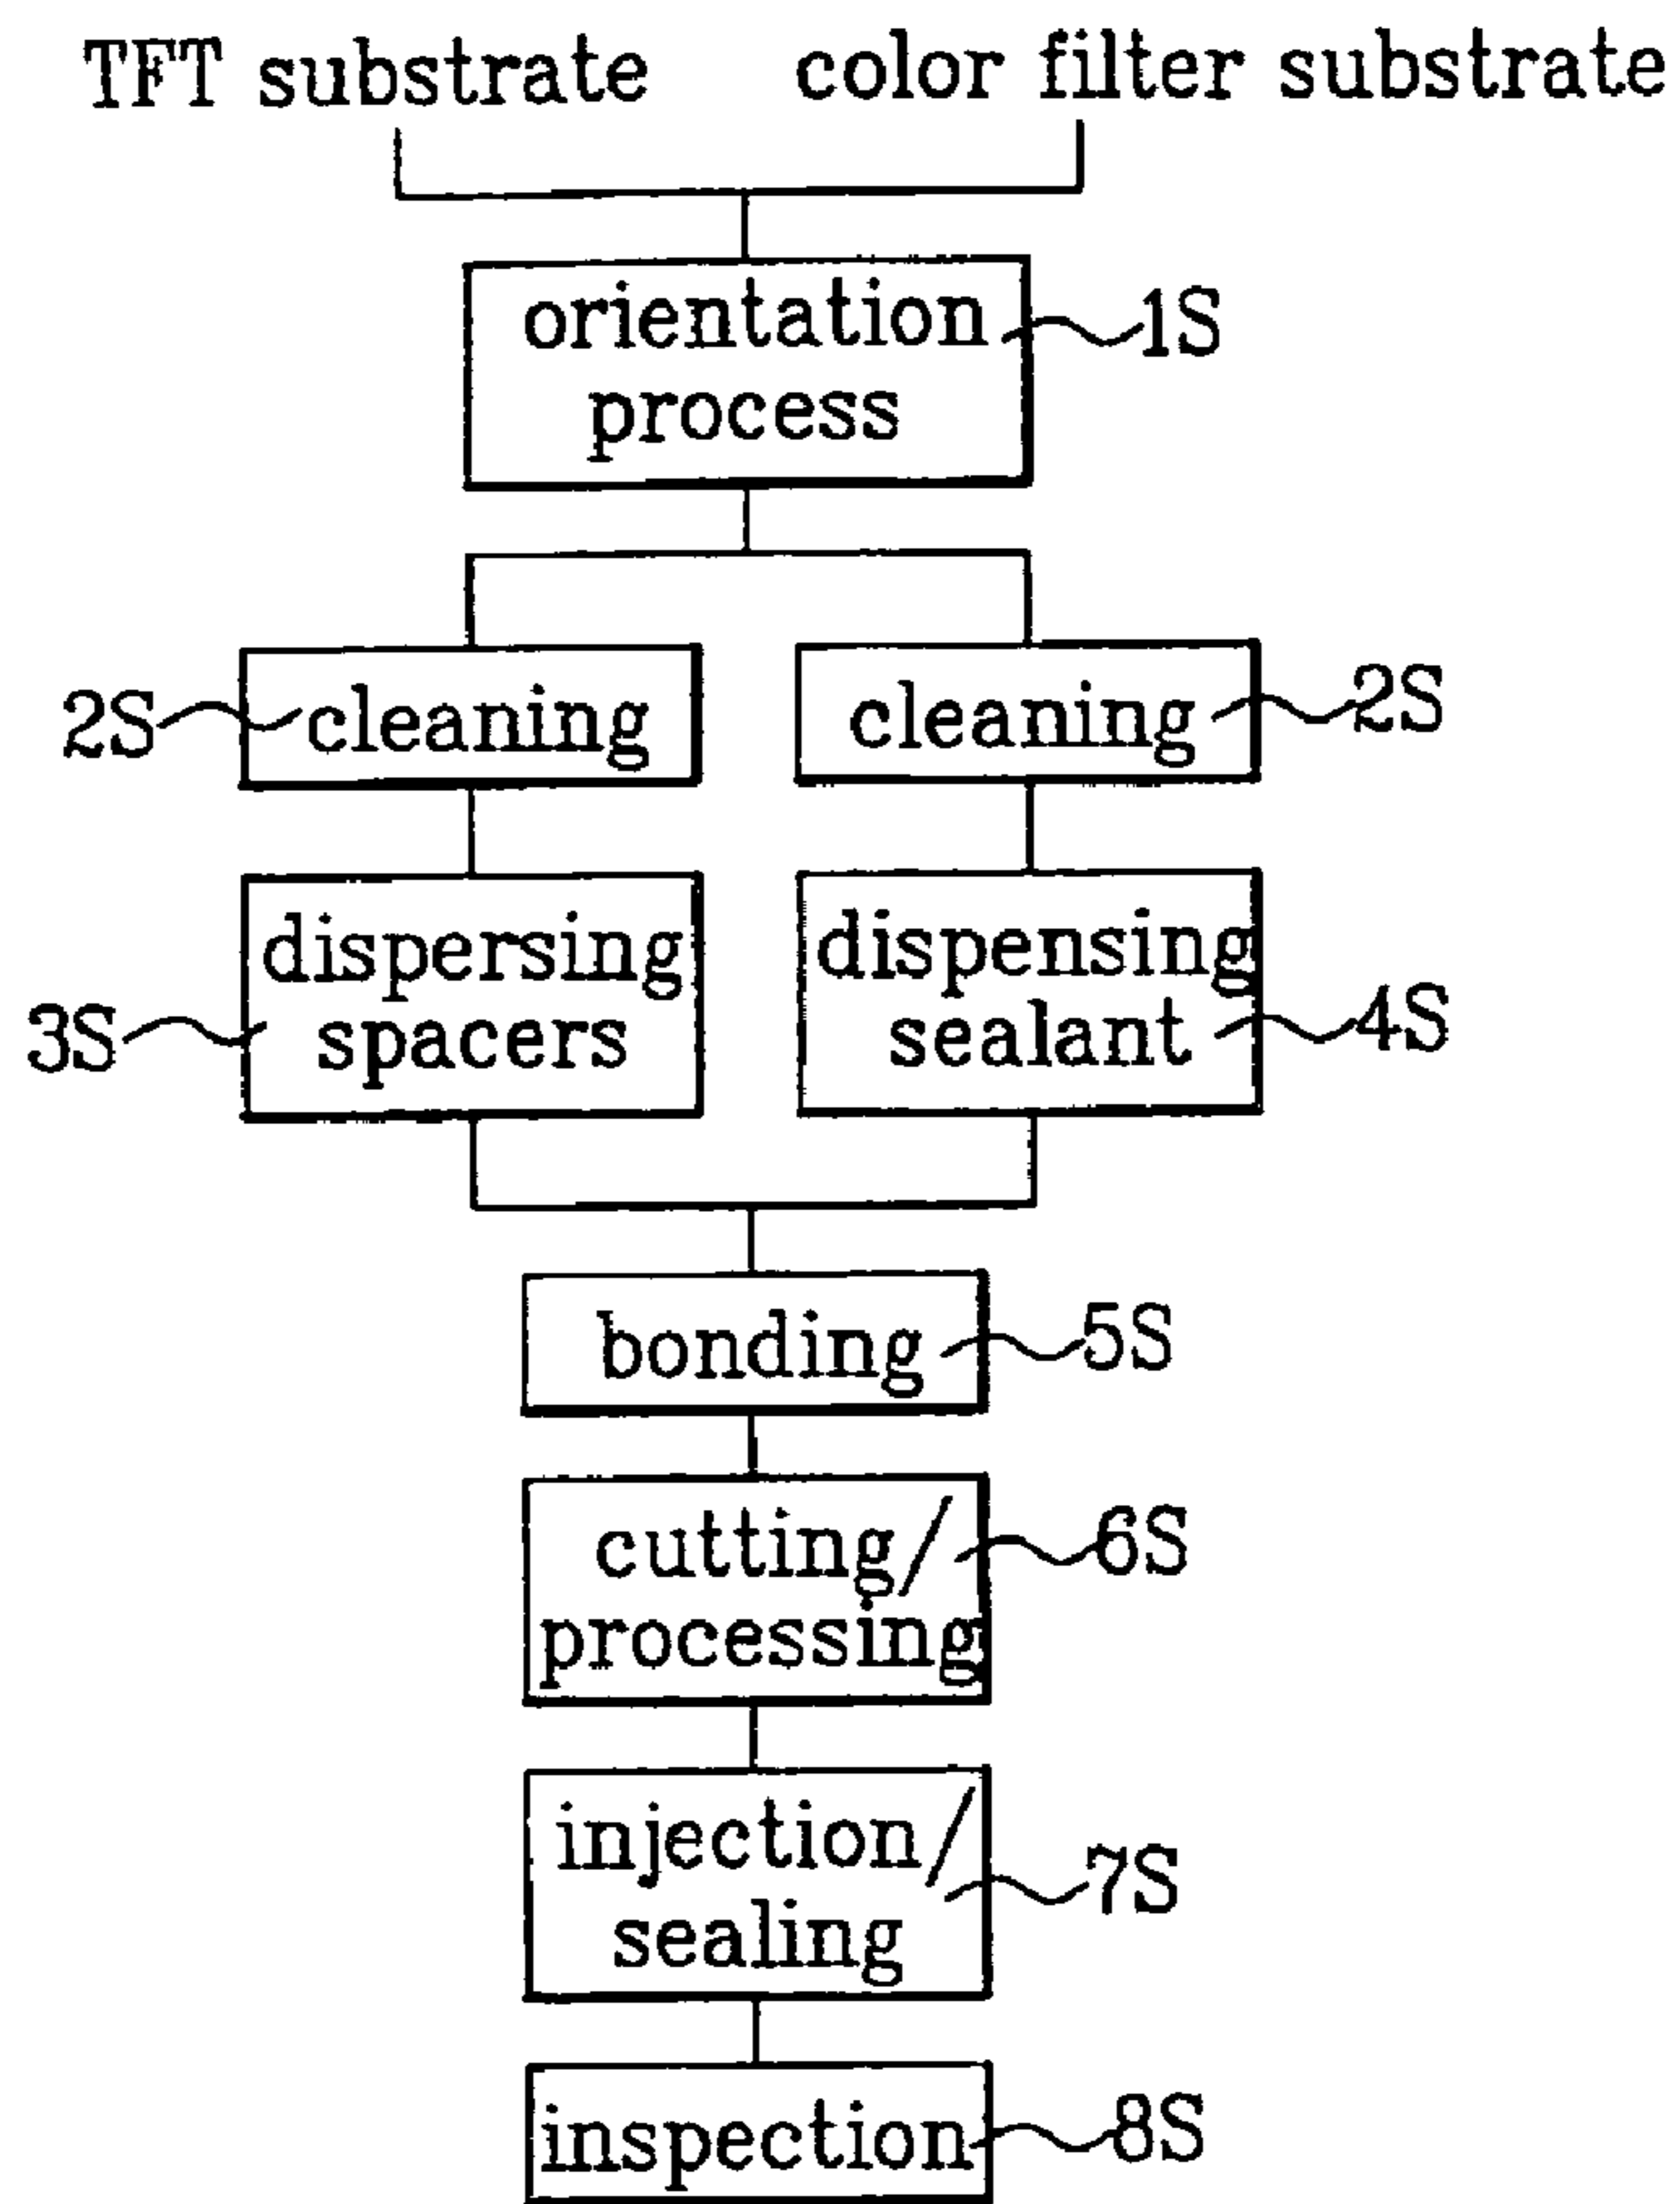 TFT substrate
color filter substrate
orientation
process
1S
2S
cleaning
cleaning
2S
dispersing
spacers
3S
dispensing
sealant
4S
bonding
5S
cutting/
processing
6S
injection/
sealing
7S
inspection
8S